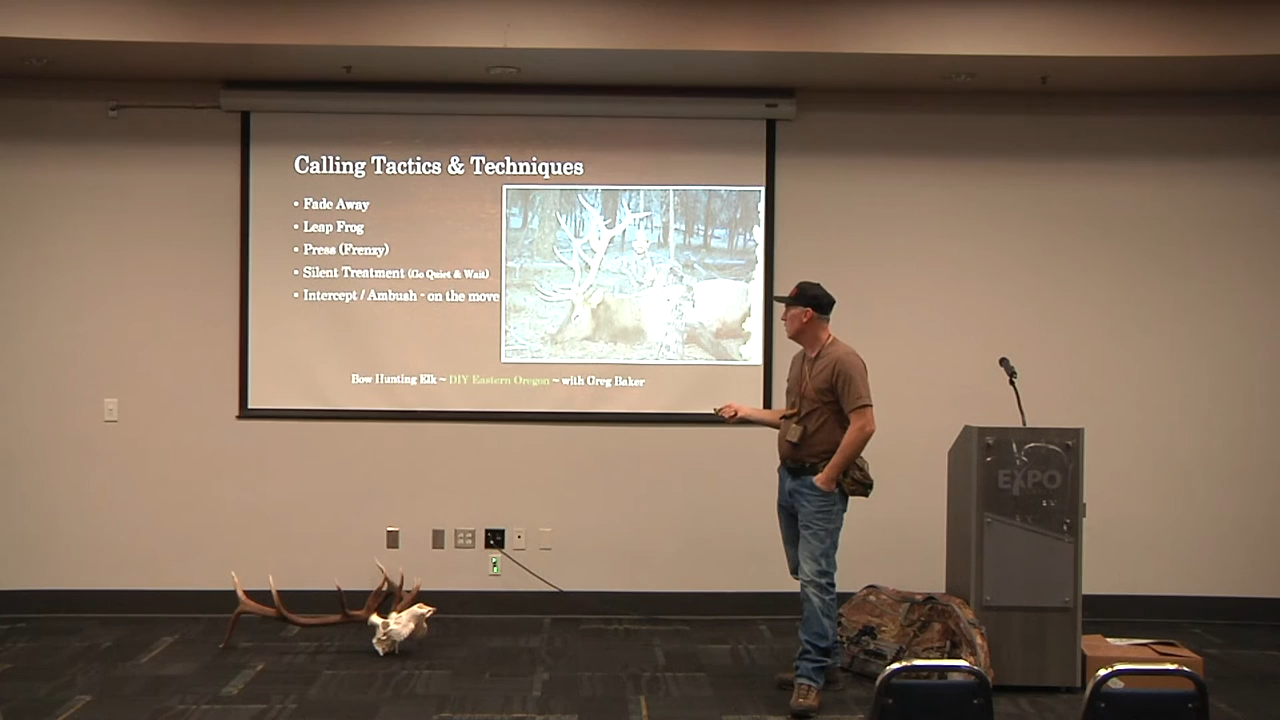 Calling Tactics & Techniques
• Fade Away
• Leap Frog
• Press (Frenzy)
• Silent Treatment (Go Quiet & Wait)
• Intercept / Ambush - on the move
Bow Hunting Elk ~ DIY Eastern Oregon ~ with Greg Baker
EXPO